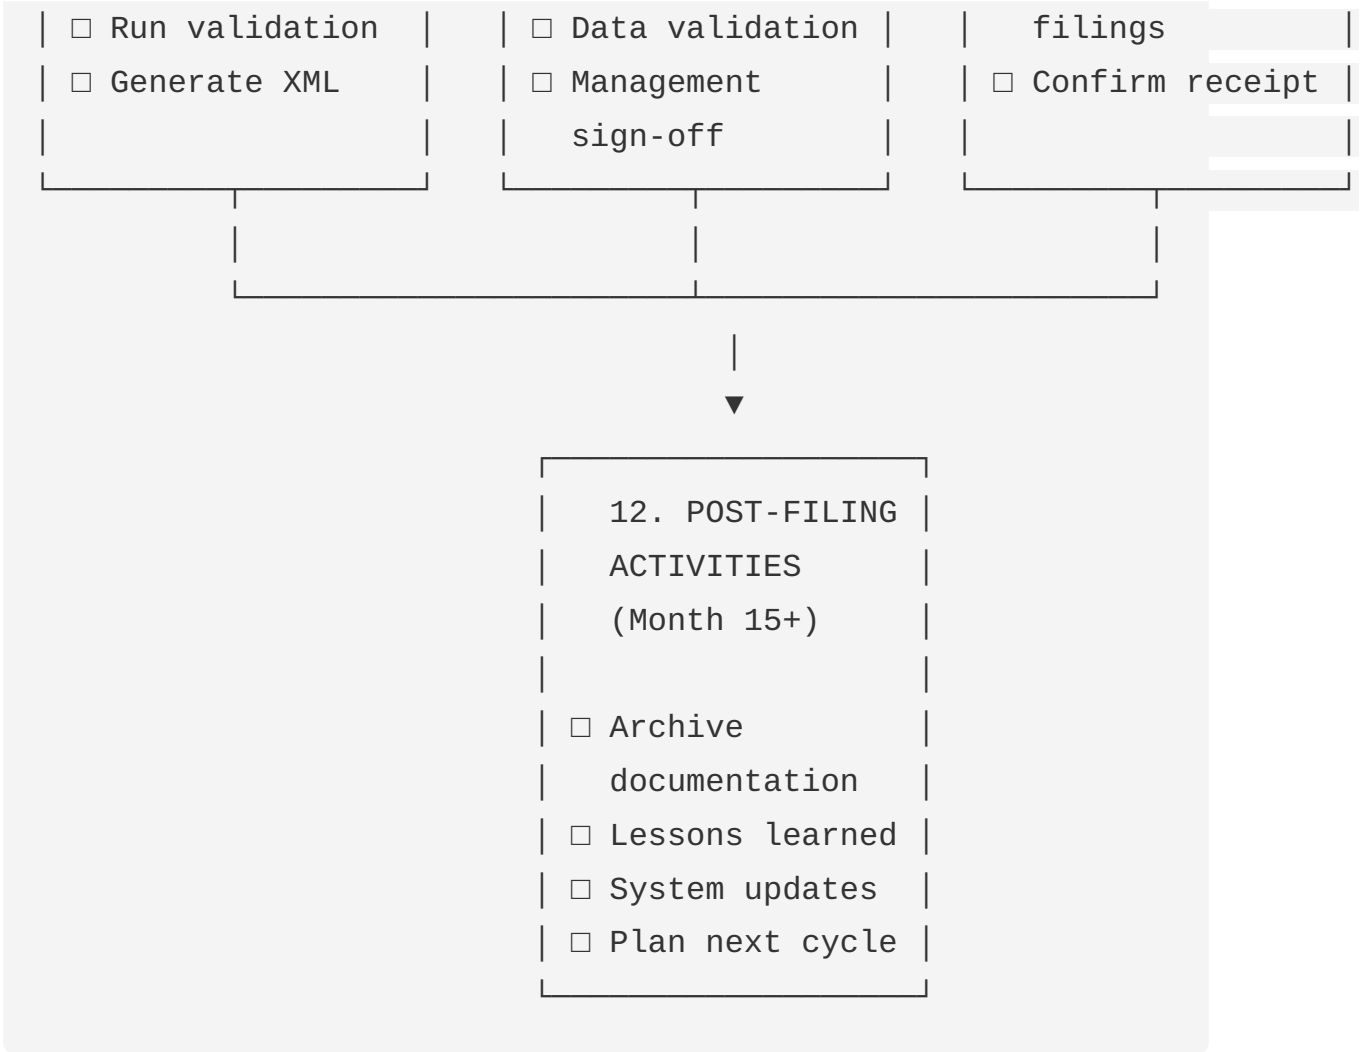 □ Run validation □ Data validation filings
□ Generate XML □ Management □ Confirm receipt
sign-off
12. POST-FILING
ACTIVITIES
(Month 15+)
□ Archive
documentation
□ Lessons learned
□ System updates
□ Plan next cycle